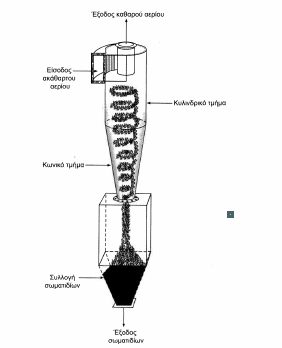 Έξοδος καθαρού αερίου
Είσοδος
ακάθαρτου
αερίου
Κυλινδρικό τμήμα
Κωνικό τμήμα
Συλλογή
σωματιδίων
Έξοδος
σωματιδίων